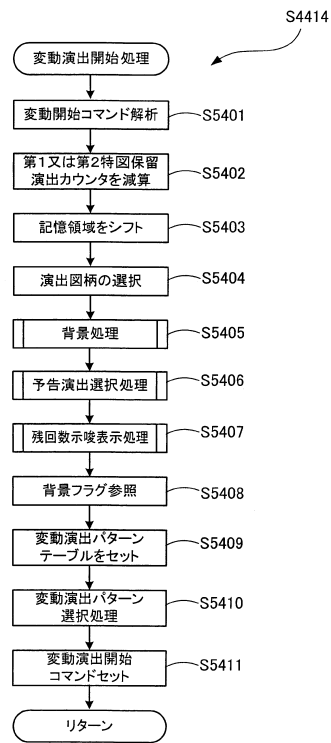 S4414
変動演出開始処理
変動開始コマンド解析
S5401
第1又は第2特図保留
演出カウンタを減算
S5402
記憶領域をシフト
S5403
演出図柄の選択
S5404
背景処理
S5405
予告演出選択処理
S5406
残回数示唆表示処理
S5407
背景フラグ参照
S5408
変動演出パターン
テーブルをセット
S5409
変動演出パターン
選択処理
S5410
変動演出開始
コマンドセット
S5411
リターン